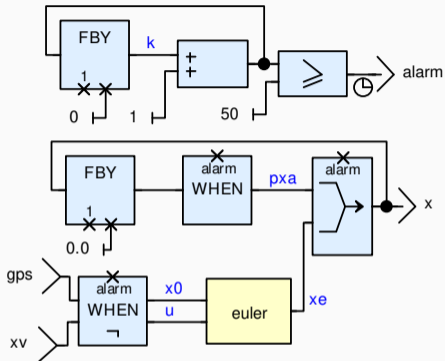 FBY
k
1
+
+
0
1
50
≥
alarm
FBY
alarm
WHEN
pxa
alarm
x
1
0.0
gps
alarm
WHEN
¬
x0
u
euler
xe
xv